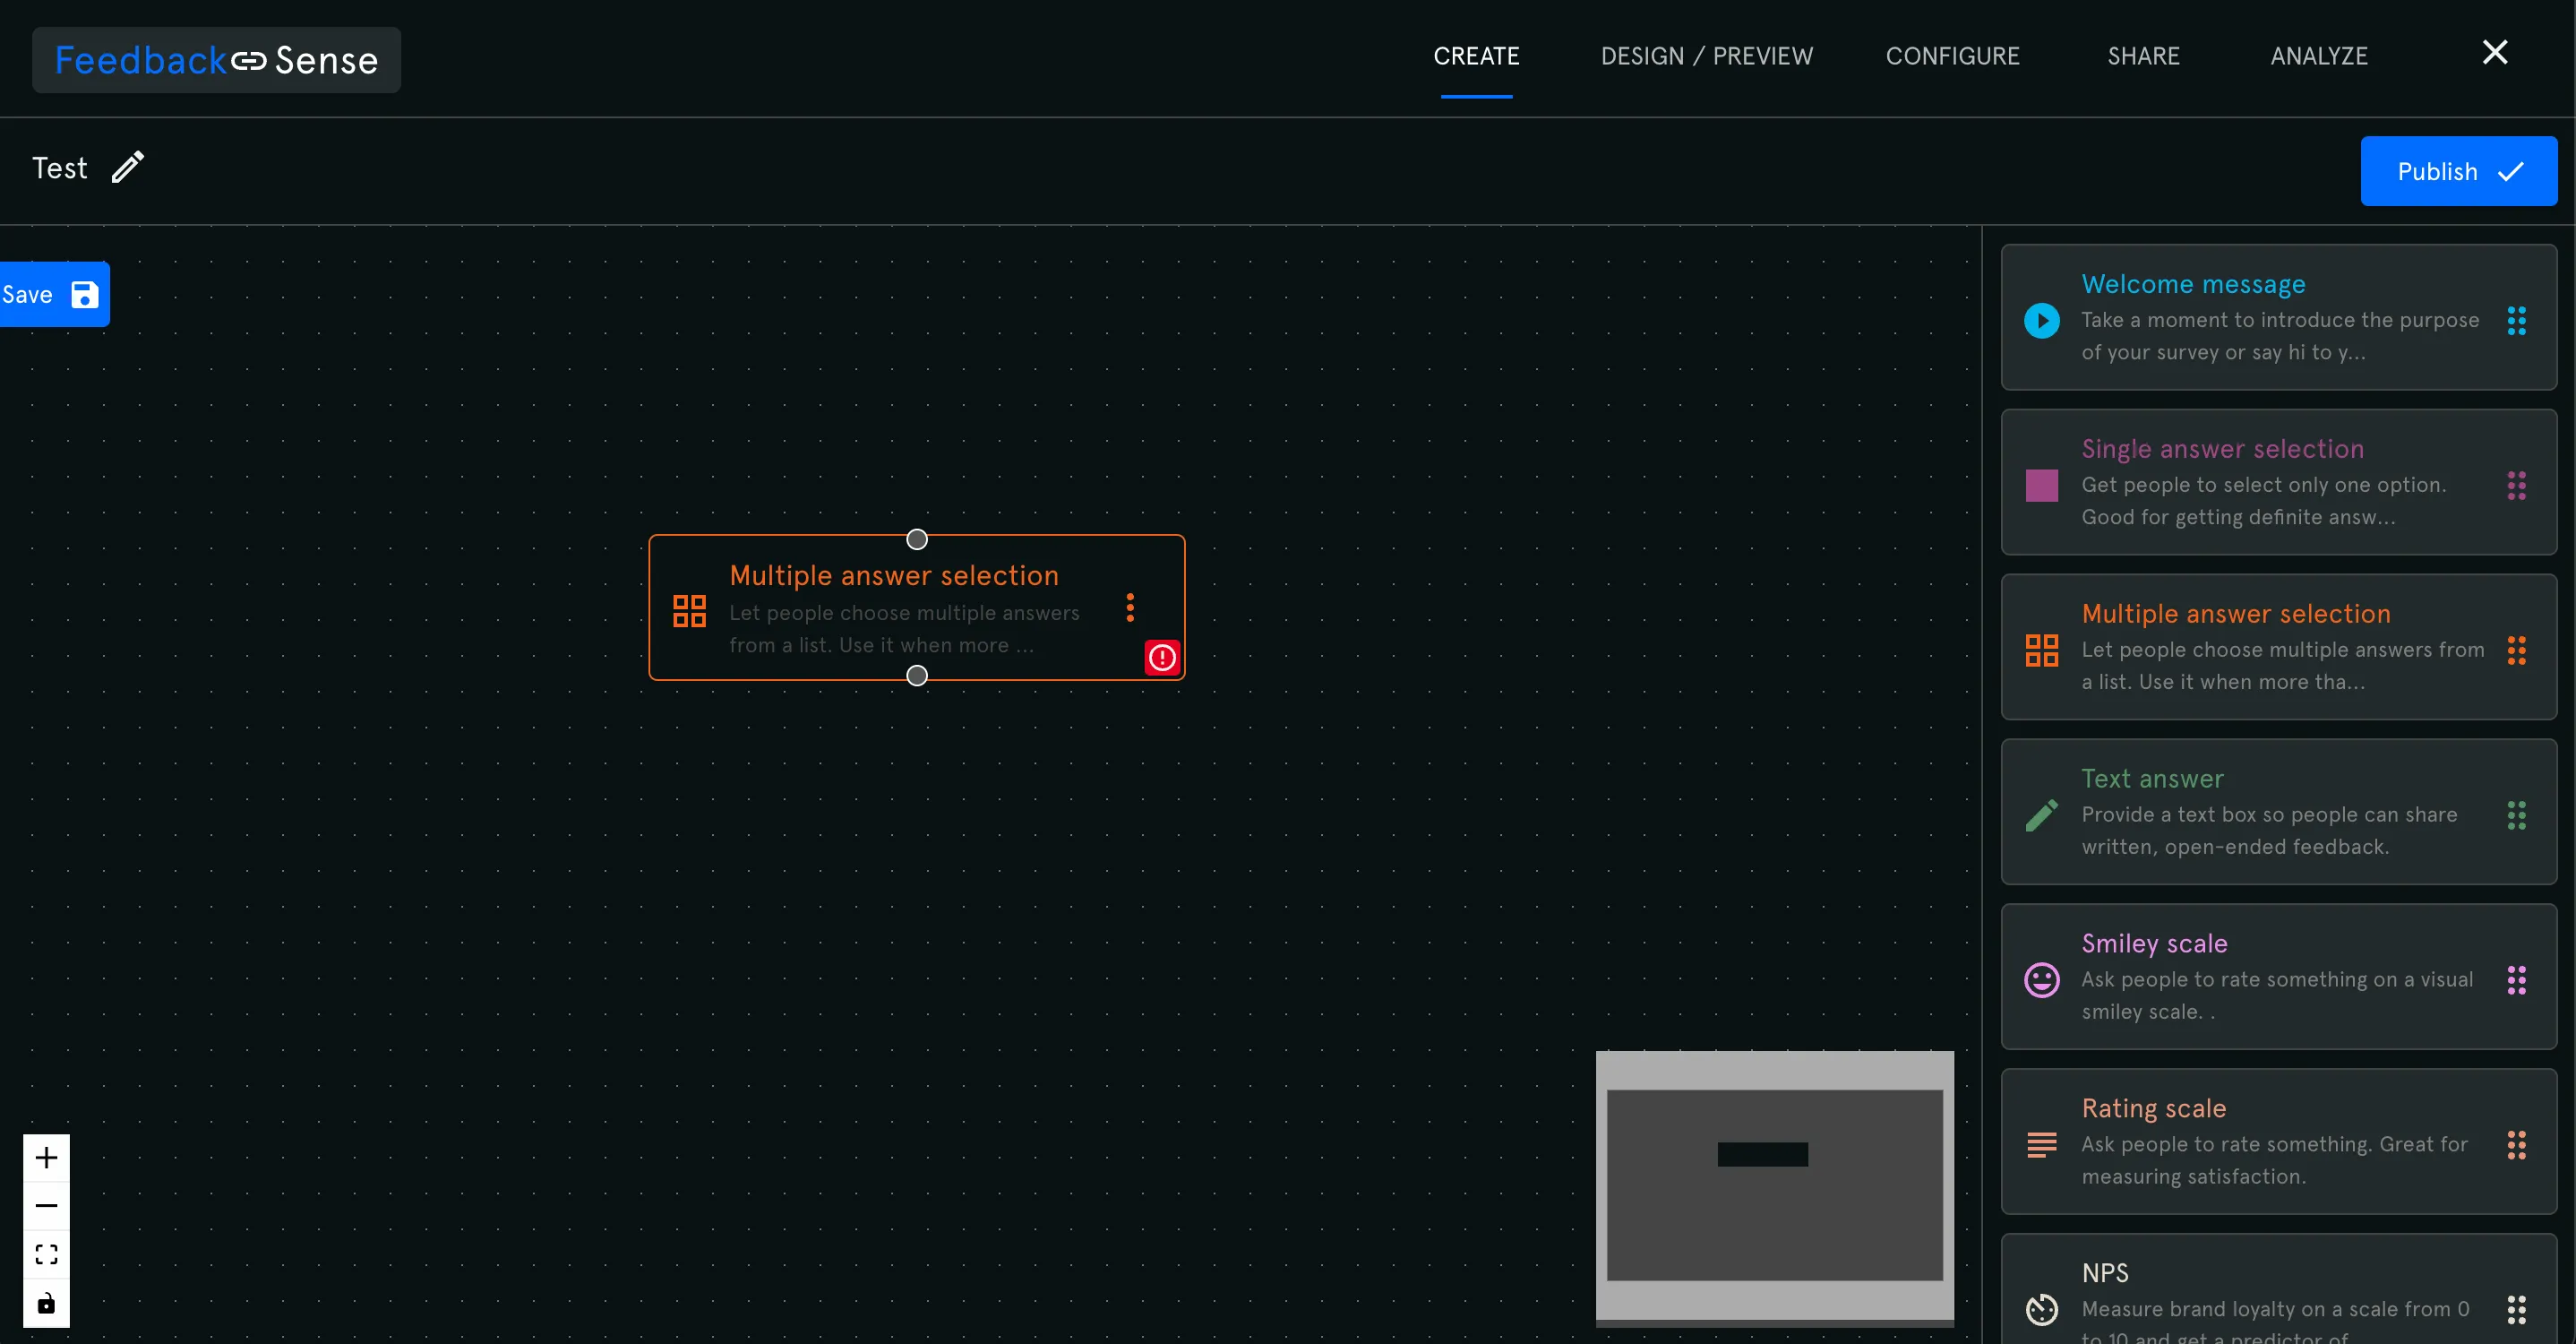 Feedback Sense
CREATE
DESIGN / PREVIEW
CONFIGURE
SHARE
ANALYZE
Test
Publish
Save
Multiple answer selection
Let people choose multiple answers
from a list. Use it when more ...
Welcome message
Take a moment to introduce the purpose
of your survey or say hi to y...
Single answer selection
Get people to select only one option.
Good for getting definite answ...
Multiple answer selection
Let people choose multiple answers from
a list. Use it when more tha...
Text answer
Provide a text box so people can share
written, open-ended feedback.
Smiley scale
Ask people to rate something on a visual
smiley scale. .
Rating scale
Ask people to rate something. Great for
measuring satisfaction.
NPS
Measure brand loyalty on a scale from 0
to 10 and get a predictor of